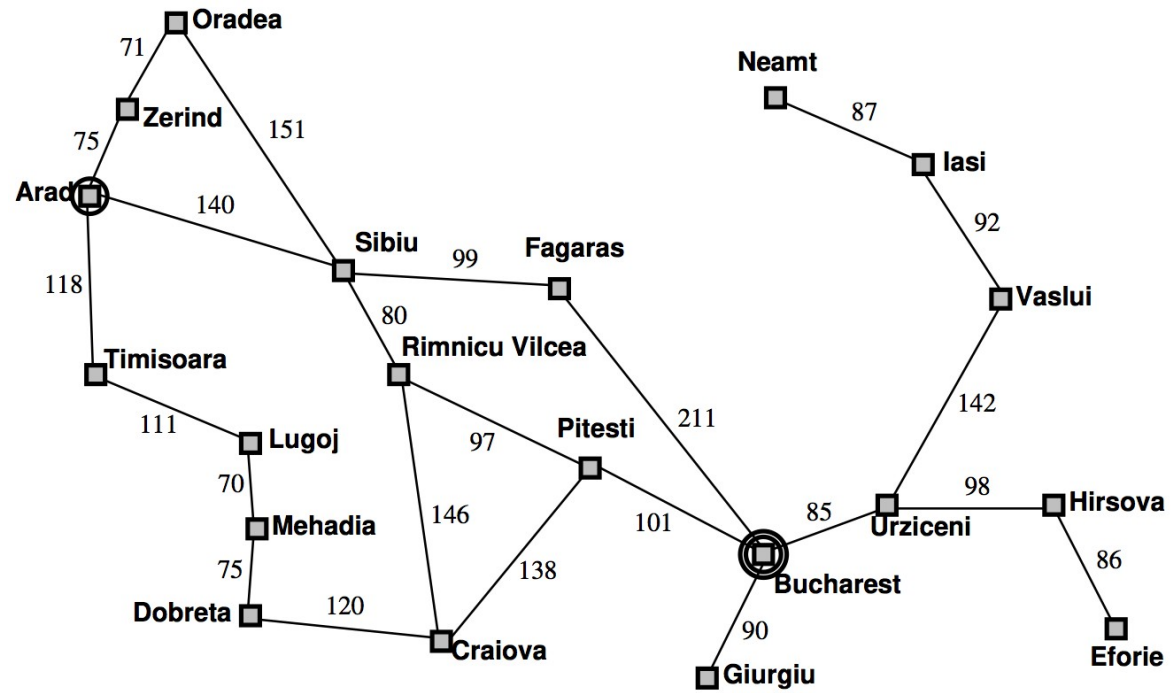 Oradea
71
Neamt
87
Zerind
75
151
Iasi
Arad
140
92
Sibiu
99
Fagaras
118
80
Vaslui
Rimnicu Vilcea
Timisoara
211
142
111
Lugoj
97
Pitesti
70
98
Hirsova
146
101
85
Urziceni
Mehadia
75
138
86
Bucharest
Dobreta
120
90
Craiova
Eforie
Giurgiu